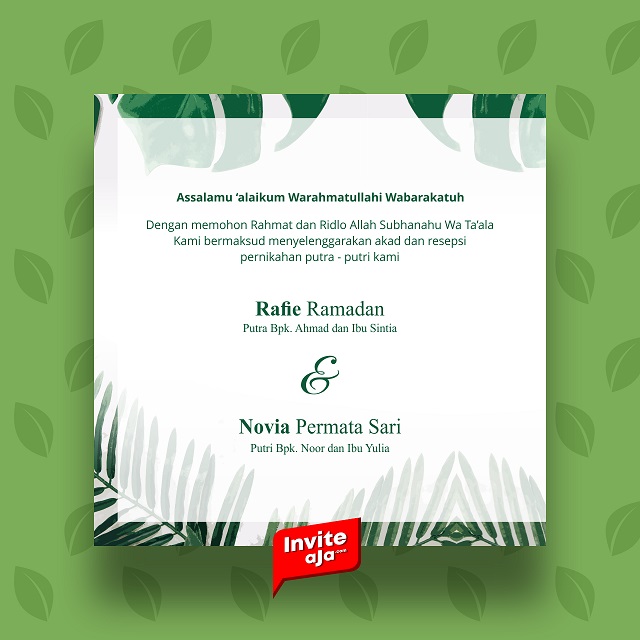 Assalamu ‘alaikum Warahmatullahi Wabarakatuh
Dengan memohon Rahmat dan Ridlo Allah Subhanahu Wa Ta’ala
Kami bermaksud menyelenggarakan akad dan resepsi
pernikahan putra - putri kami
Rafie Ramadan
Putra Bpk. Ahmad dan Ibu Sintia
&
Novia Permata Sari
Putri Bpk. Noor dan Ibu Yulia
Invite
aja.com